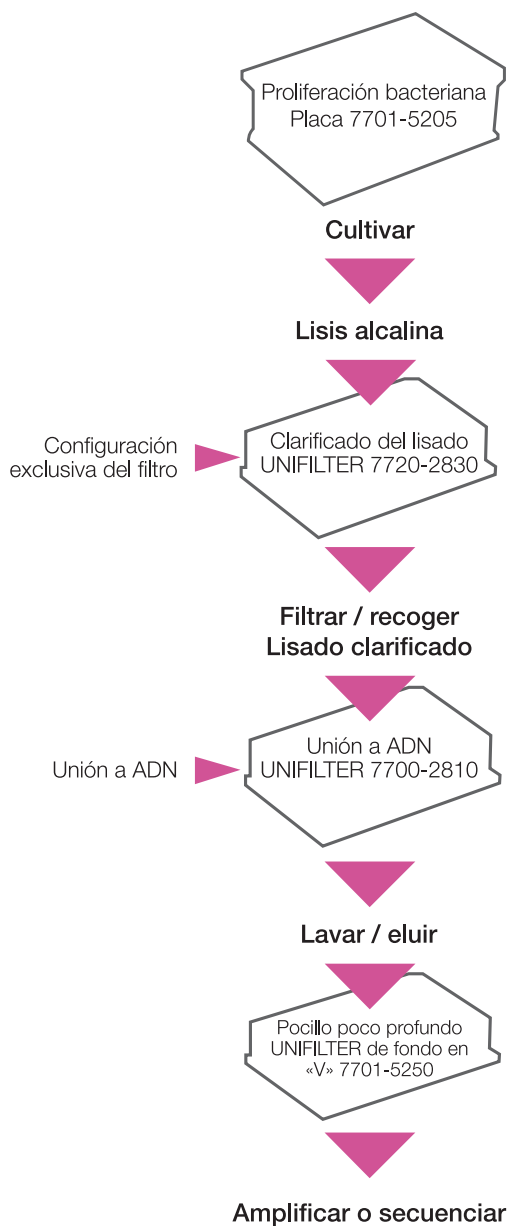 Proliferación bacteriana
Placa 7701-5205
Cultivar
Lisis alcalina
Configuración
exclusiva del filtro
Clarificado del lisado
UNIFILTER 7720-2830
Filtrar / recoger
Lisado clarificado
Unión a ADN
Unión a ADN
UNIFILTER 7700-2810
Lavar / eluir
Pocillo poco profundo
UNIFILTER de fondo en
«V» 7701-5250
Amplificar o secuenciar